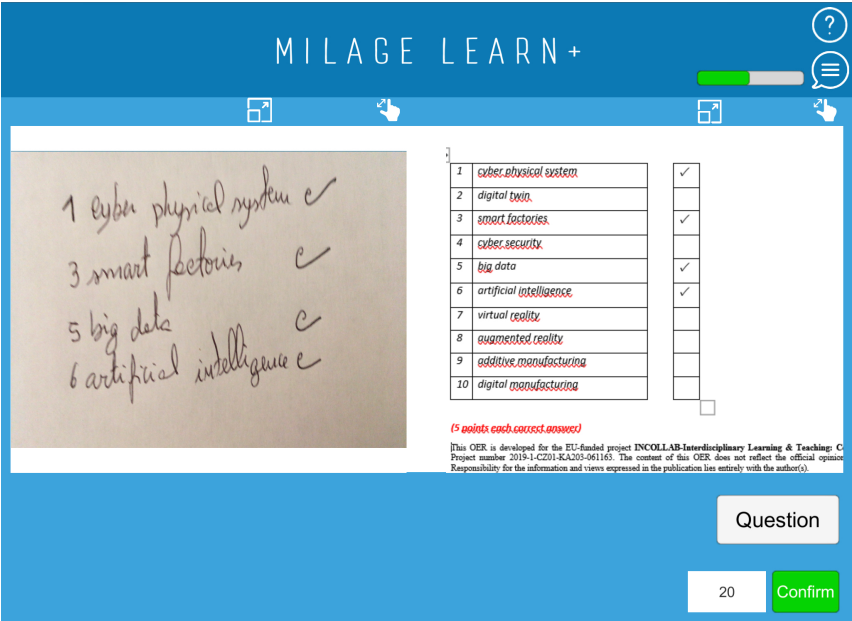 MILAGE LEARN+
?
1 cyber physical system ✓
3 smart factories ✓
5 big data ✓
6 artificial intelligence ✓
1 cyber physical system ✓
2 digital twin
3 smart factories ✓
4 cyber security
5 big data ✓
6 artificial intelligence ✓
7 virtual reality
8 augmented reality
9 additive manufacturing
10 digital manufacturing
(5 points each correct answer)
This OER is developed for the EU-funded project INCOLLAB-Interdisciplinary Learning & Teaching: C
Project number 2019-1-CZ01-KA203-061163. The content of this OER does not reflect the official opinion
Responsibility for the information and views expressed in the publication lies entirely with the author(s).
Question
20
Confirm